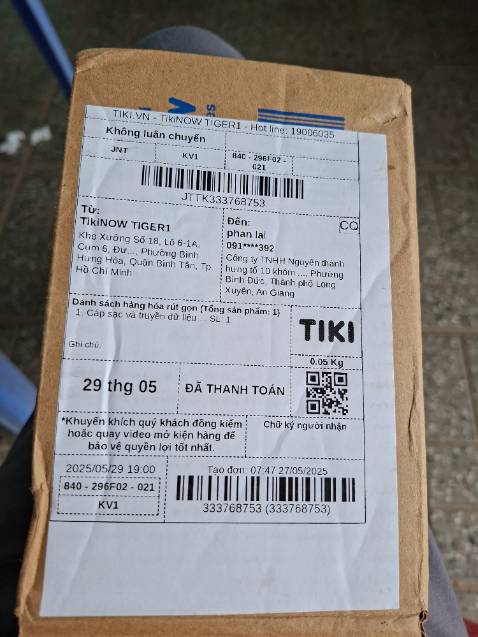 TIKI.VN - TikiNOW TIGER1 - Hot line: 19006035
Không luân chuyển
JNT
KV1
840 - 296F02 - 021
JTTK333768753
Từ:
TikiNOW TIGER1
Kho Xưởng Số 18, Lô 6-1A,
Cụm 6, Đư..., Phường Bình
Hưng Hòa, Quận Bình Tân, Tp.
Hồ Chí Minh
Đến:
CQ
phan lai
091****392
Công ty TNHH Nguyên thành
hưng tổ 10 khóm ..., Phường
Bình Đức, Thành phố Long
Xuyên, An Giang
Danh sách hàng hóa rút gọn (Tổng sản phẩm: 1)
1. Cáp sạc và truyền dữ liệu ... SL: 1
Ghi chú:
TIKI
0.05 Kg
29 thg 05
ĐÃ THANH TOÁN
*Khuyến khích quý khách đồng kiểm
hoặc quay video mở kiện hàng để
bảo vệ quyền lợi tốt nhất.
Chữ ký người nhận
2025/05/29 19:00
840 - 296F02 - 021
KV1
Tạo đơn: 07:47 27/05/2025
333768753 (333768753)